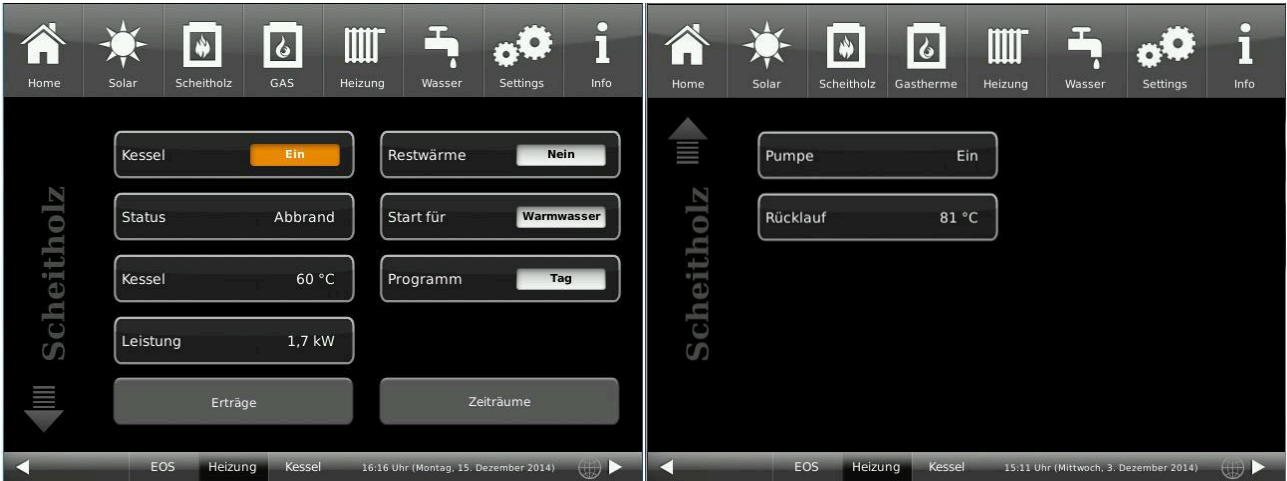 Home Solar Scheitholz GAS Heizung Wasser Settings Info
Scheitholz
Kessel Ein
Restwärme Nein
Status Abbrand
Start für Warmwasser
Kessel 60 °C
Programm Tag
Leistung 1,7 kW
Erträge
Zeiträume
EOS Heizung Kessel 16:16 Uhr (Montag, 15. Dezember 2014)
Home Solar Scheitholz Gastherme Heizung Wasser Settings Info
Scheitholz
Pumpe Ein
Rücklauf 81 °C
EOS Heizung Kessel 15:11 Uhr (Mittwoch, 3. Dezember 2014)